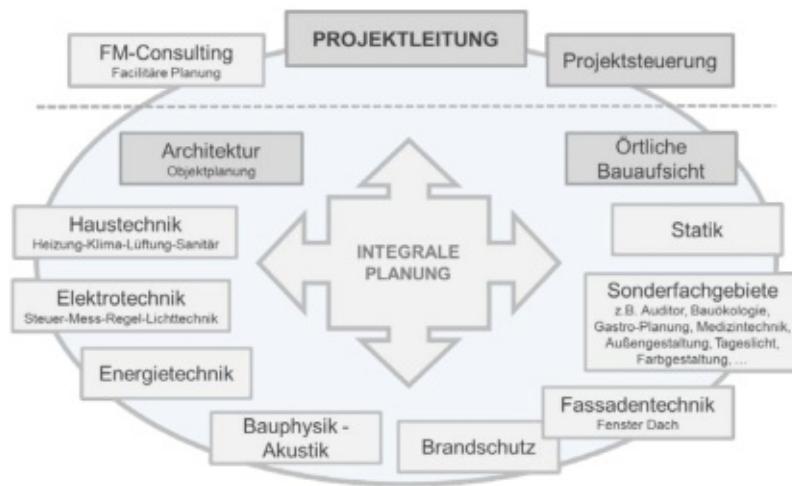 PROJEKTLEITUNG
FM-Consulting
Facilitäre Planung
Projektsteuerung
Architektur
Objektplanung
Örtliche
Bauaufsicht
Haustechnik
Heizung-Klima-Lüftung-Sanitär
Statik
INTEGRALE
PLANUNG
Elektrotechnik
Steuer-Mess-Regel-Lichttechnik
Sonderfachgebiete
z.B. Auditor, Bauökologie,
Gastro-Planung, Medizintechnik,
Außengestaltung, Tageslicht,
Farbgestaltung, ...
Energietechnik
Fassadentechnik
Fenster Dach
Bauphysik -
Akustik
Brandschutz